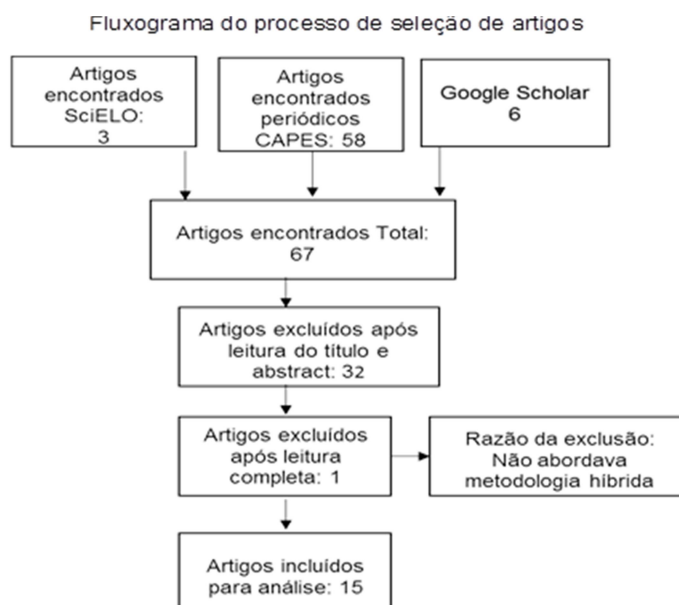 Fluxograma do processo de seleção de artigos
Artigos
encontrados
SciELO:
3
Artigos
encontrados
periódicos
CAPES: 58
Google Scholar
6
Artigos encontrados Total:
67
Artigos excluídos após
leitura do título e
abstract: 32
Artigos excluídos
após leitura
completa: 1
Razão da exclusão:
Não abordava
metodologia híbrida
Artigos incluídos
para análise: 15